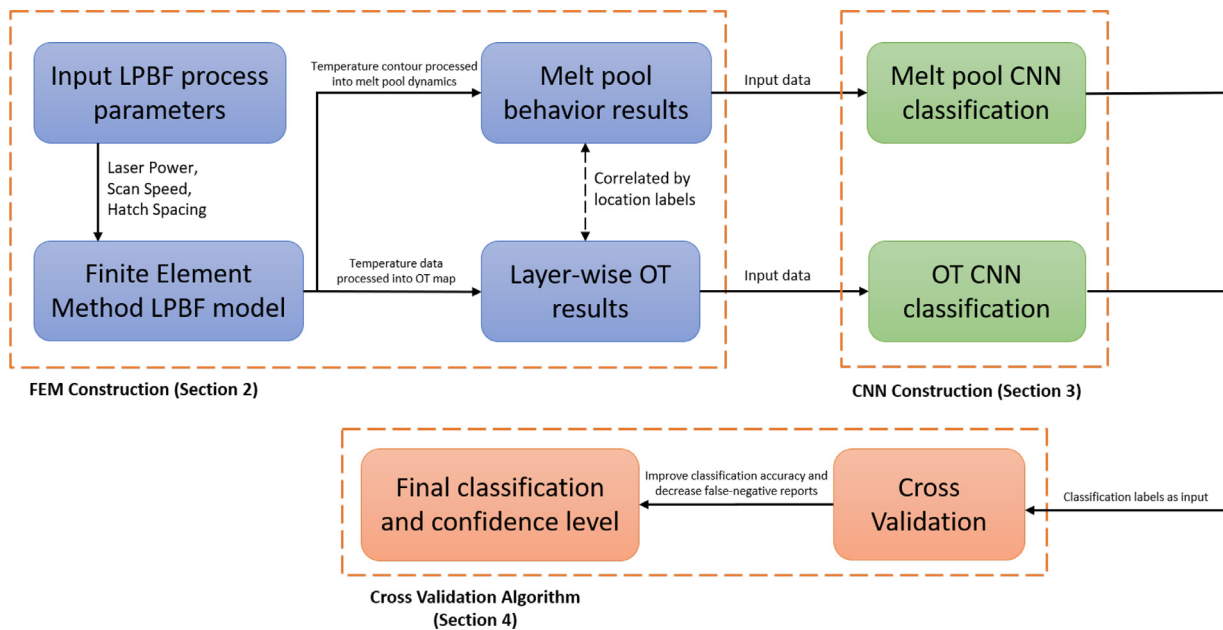 Input LPBF process
parameters
Laser Power,
Scan Speed,
Hatch Spacing
Finite Element
Method LPBF model
Temperature contour processed
into melt pool dynamics
Temperature data
processed into OT map
Melt pool
behavior results
Correlated by
location labels
Layer-wise OT
results
FEM Construction (Section 2)
Input data
Input data
Melt pool CNN
classification
OT CNN
classification
CNN Construction (Section 3)
Classification labels as input
Cross
Validation
Improve classification accuracy and
decrease false-negative reports
Final classification
and confidence level
Cross Validation Algorithm
(Section 4)